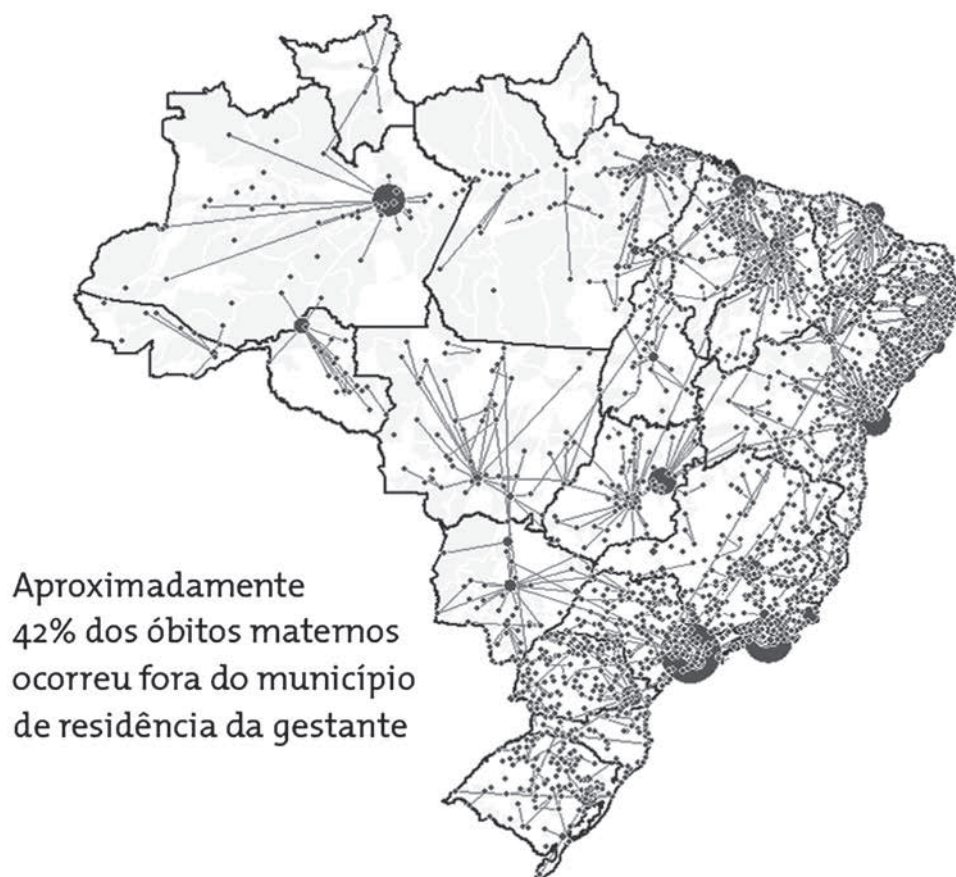 Aproximadamente
42% dos óbitos maternos
ocorreu fora do município
de residência da gestante